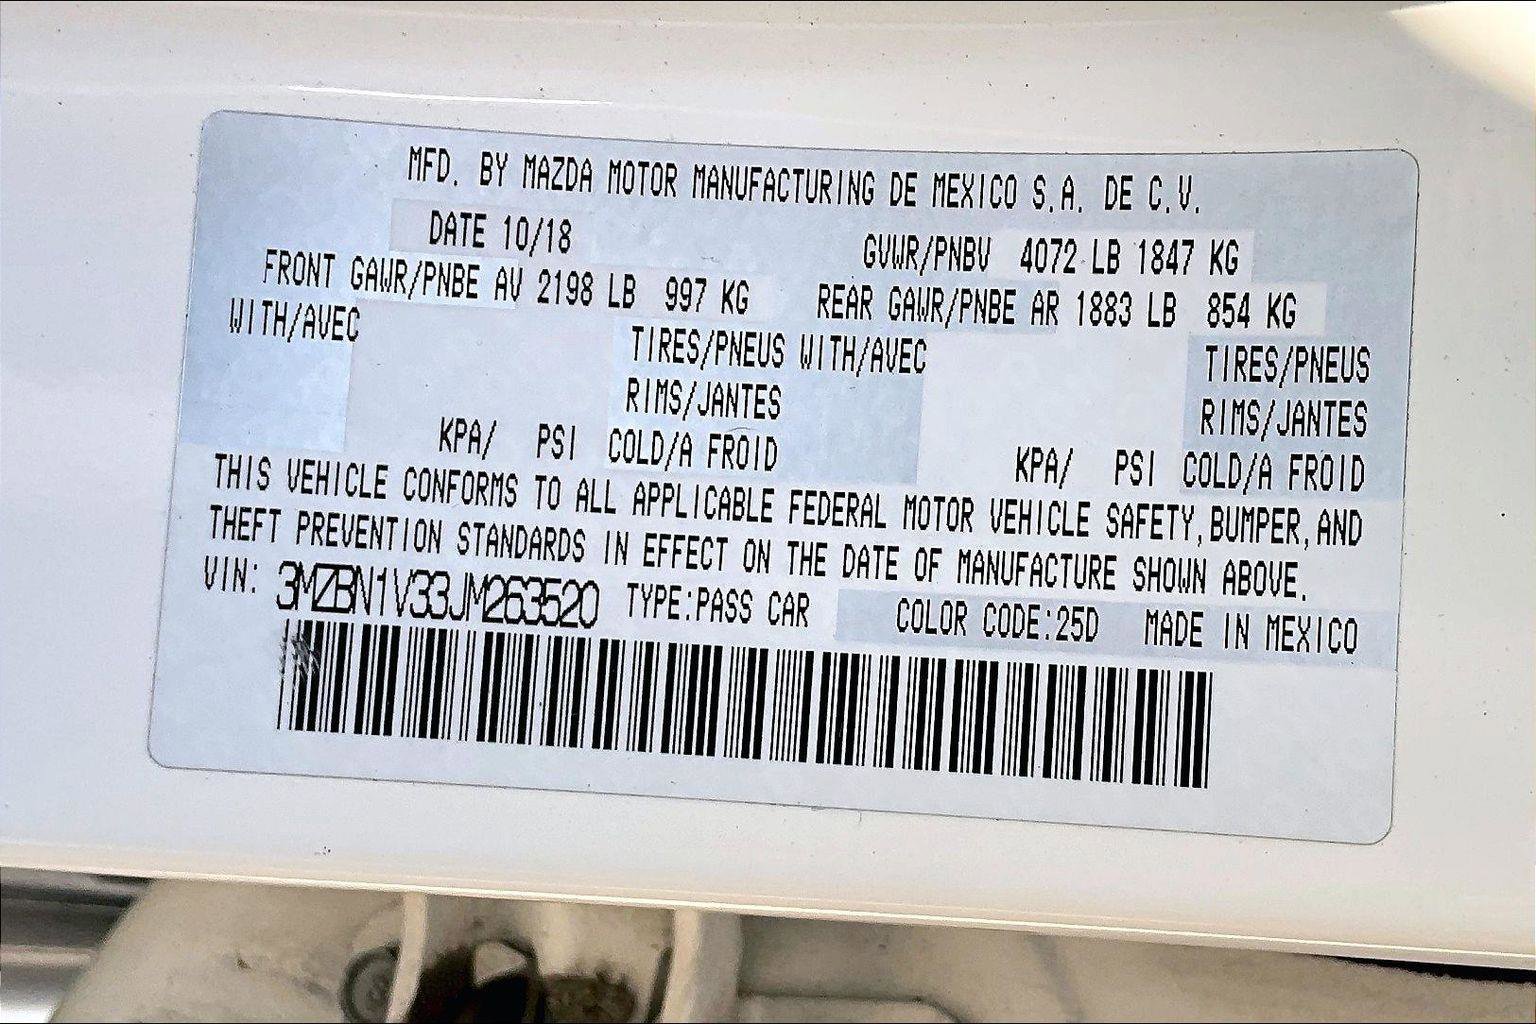 MFD. BY MAZDA MOTOR MANUFACTURING DE MEXICO S.A. DE C.V.
DATE 10/18 GVWR/PNBV 4072 LB 1847 KG
FRONT GAWR/PNBE AV 2198 LB 997 KG REAR GAWR/PNBE AR 1883 LB 854 KG
WITH/AVEC TIRES/PNEUS WITH/AVEC TIRES/PNEUS
RIMS/JANTES RIMS/JANTES
KPA/ PSI COLD/A FROID KPA/ PSI COLD/A FROID
THIS VEHICLE CONFORMS TO ALL APPLICABLE FEDERAL MOTOR VEHICLE SAFETY, BUMPER, AND
THEFT PREVENTION STANDARDS IN EFFECT ON THE DATE OF MANUFACTURE SHOWN ABOVE.
VIN: 3MZBN1V33JM263520 TYPE:PASS CAR COLOR CODE:25D MADE IN MEXICO